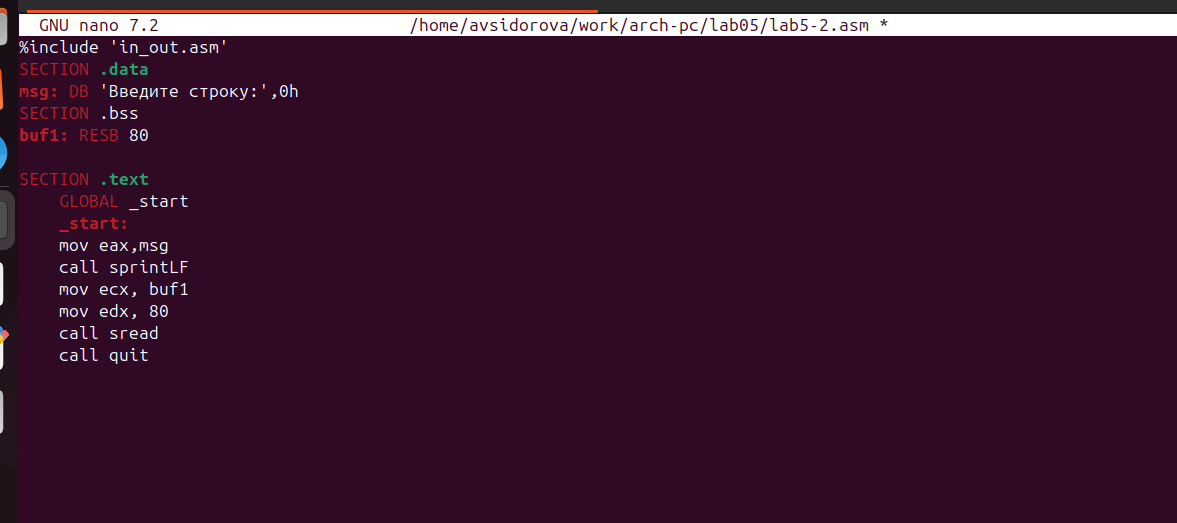 GNU nano 7.2 /home/avsidorova/work/arch-pc/lab05/lab5-2.asm *
%include 'in_out.asm'
SECTION .data
msg: DB 'Введите строку:',0h
SECTION .bss
buf1: RESB 80
SECTION .text
GLOBAL _start
_start:
mov eax,msg
call sprintLF
mov ecx, buf1
mov edx, 80
call sread
call quit